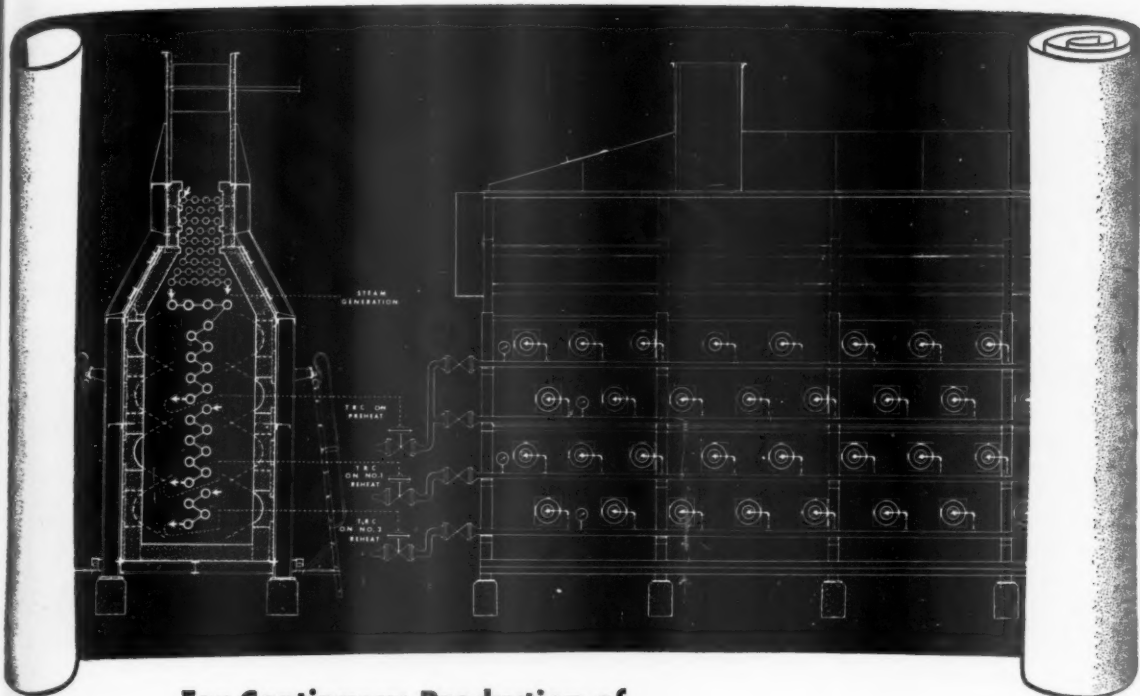 STEAM
GENERATION
T R C ON
PREHEAT
T R C
ON NO. 1
REHEAT
T. R C
ON NO. 2
REHEAT
For Continuous Production of